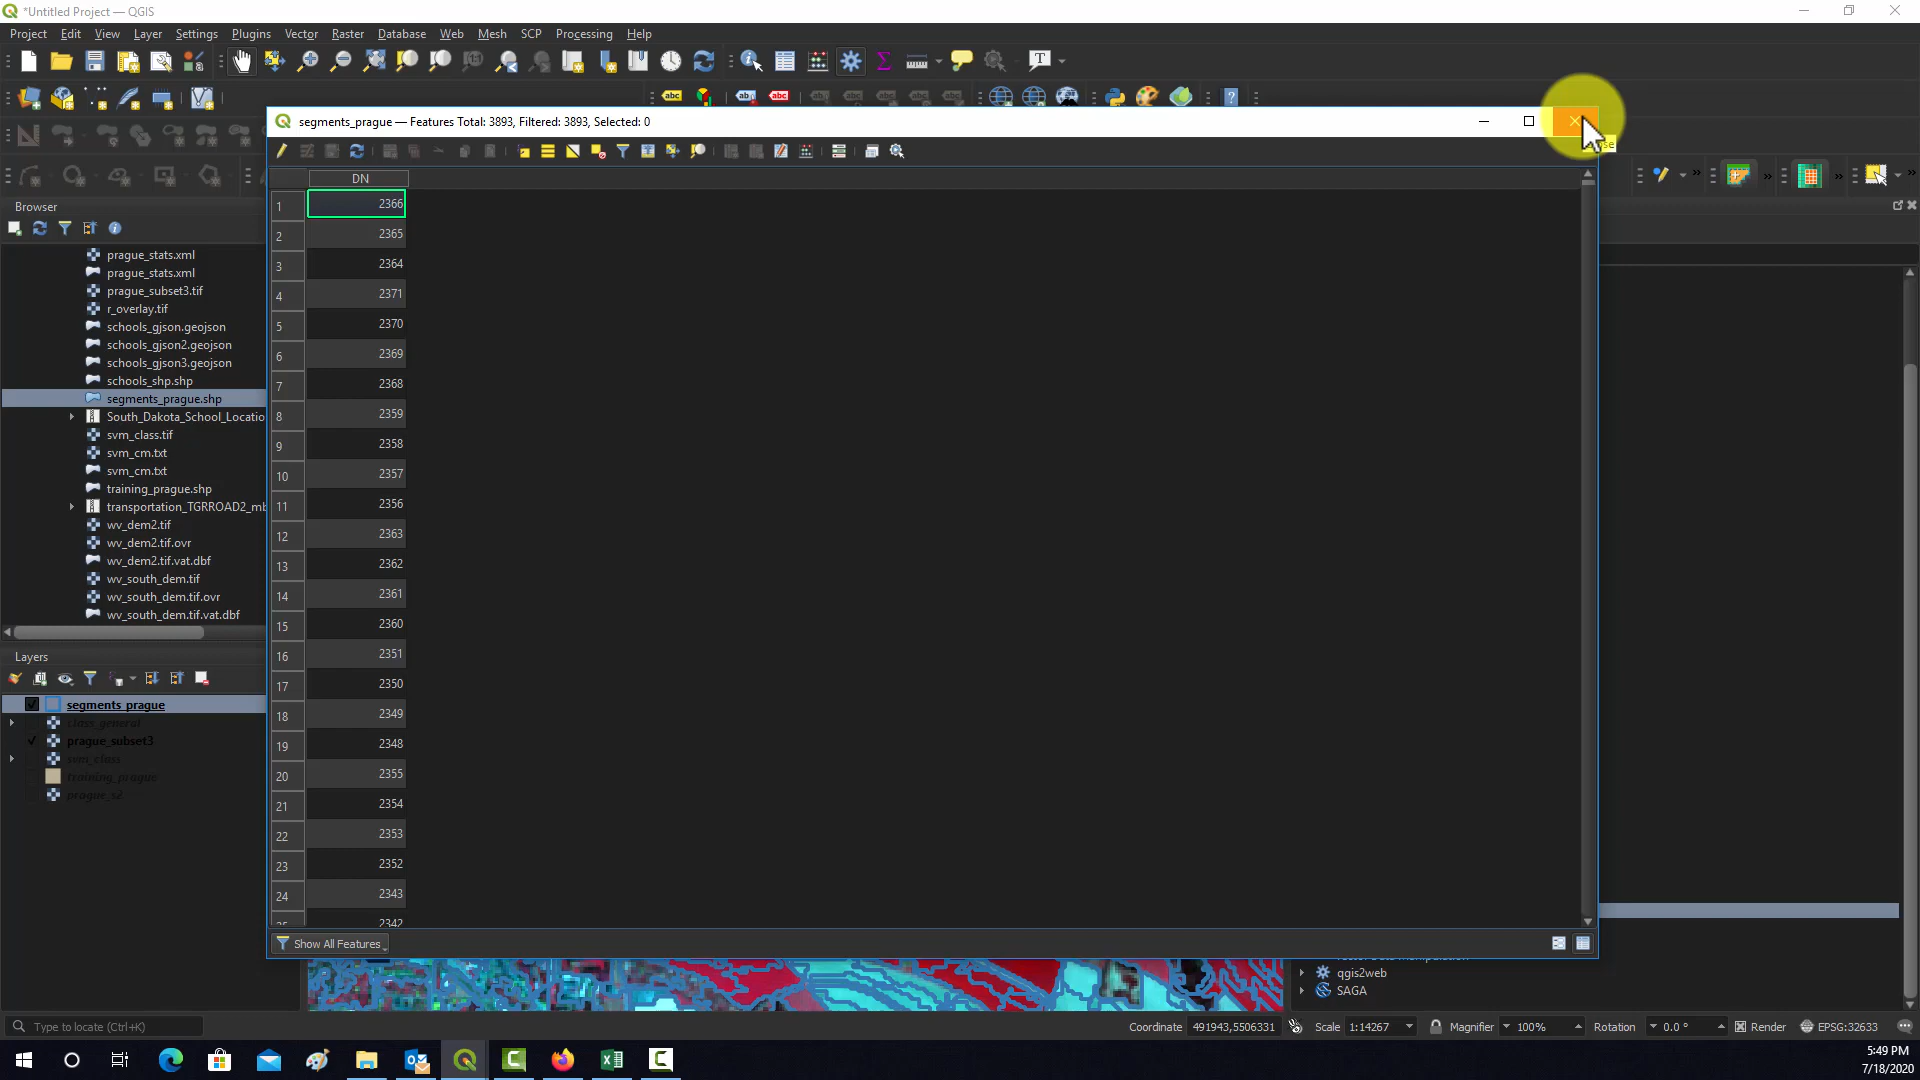 *Untitled Project — QGIS
Project Edit View Layer Settings Plugins Vector Raster Database Web Mesh SCP Processing Help
segments_prague — Features Total: 3893, Filtered: 3893, Selected: 0
DN
1 2366
2 2365
3 2364
4 2371
5 2370
6 2369
7 2368
8 2359
9 2358
10 2357
11 2356
12 2363
13 2362
14 2361
15 2360
16 2351
17 2350
18 2349
19 2348
20 2355
21 2354
22 2353
23 2352
24 2343
2342
Show All Features
Browser
prague_stats.xml
prague_stats.xml
prague_subset3.tif
r_overlay.tif
schools_gjson.geojson
schools_gjson2.geojson
schools_gjson3.geojson
schools_shp.shp
segments_prague.shp
South_Dakota_School_Locatio
svm_class.tif
svm_cm.txt
svm_cm.txt
training_prague.shp
transportation_TGRROAD2_mb
wv_dem2.tif
wv_dem2.tif.ovr
wv_dem2.tif.vat.dbf
wv_south_dem.tif
wv_south_dem.tif.ovr
wv_south_dem.tif.vat.dbf
Layers
segments_prague
class_general
prague_subset3
svm_class
training_prague
prague_s2
qgis2web
SAGA
Type to locate (Ctrl+K)
Coordinate 491943,5506331 Scale 1:14267 Magnifier 100% Rotation 0.0 ° Render EPSG:32633
5:49 PM
7/18/2020